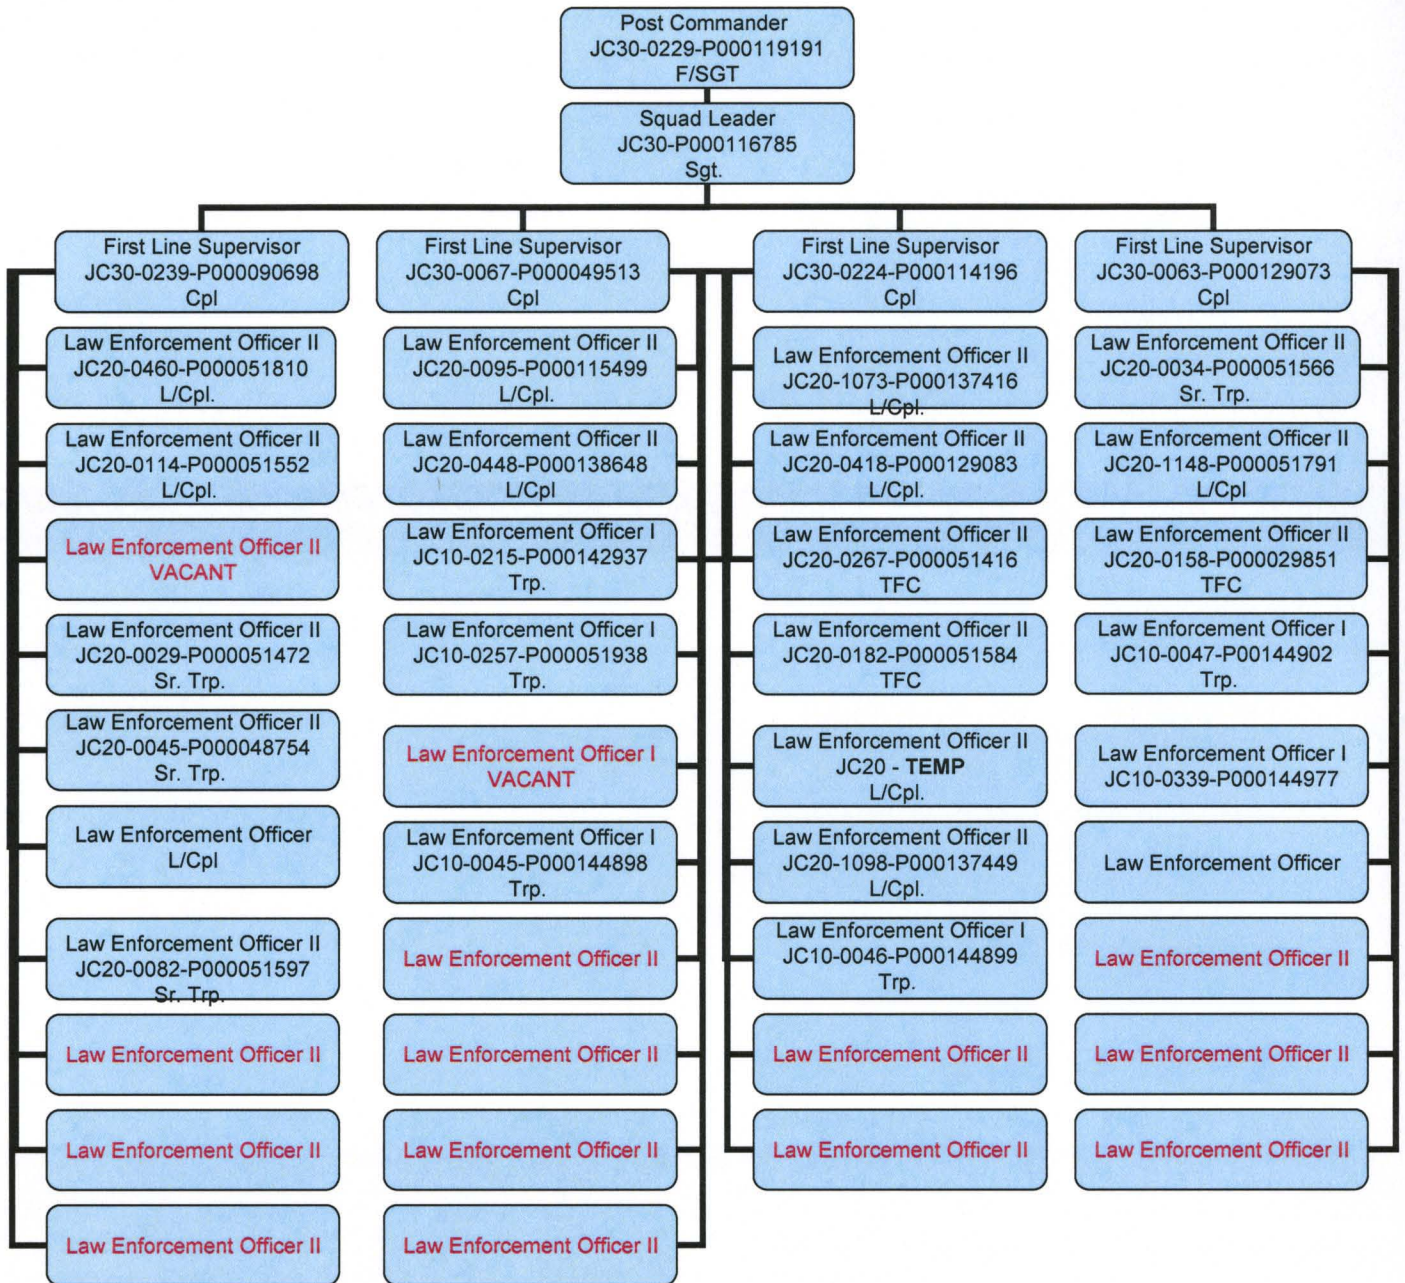 Post Commander
JC30-0229-P000119191
F/SGT
Squad Leader
JC30-P000116785
Sgt.
First Line Supervisor
JC30-0239-P000090698
Cpl
Law Enforcement Officer II
JC20-0460-P000051810
L/Cpl.
Law Enforcement Officer II
JC20-0114-P000051552
L/Cpl.
Law Enforcement Officer II
VACANT
Law Enforcement Officer II
JC20-0029-P000051472
Sr. Trp.
Law Enforcement Officer II
JC20-0045-P000048754
Sr. Trp.
Law Enforcement Officer
L/Cpl
Law Enforcement Officer II
JC20-0082-P000051597
Sr. Trp.
Law Enforcement Officer II
Law Enforcement Officer II
Law Enforcement Officer II
First Line Supervisor
JC30-0067-P000049513
Cpl
Law Enforcement Officer II
JC20-0095-P000115499
L/Cpl.
Law Enforcement Officer II
JC20-0448-P000138648
L/Cpl
Law Enforcement Officer I
JC10-0215-P000142937
Trp.
Law Enforcement Officer I
JC10-0257-P000051938
Trp.
Law Enforcement Officer I
VACANT
Law Enforcement Officer I
JC10-0045-P000144898
Trp.
Law Enforcement Officer II
Law Enforcement Officer II
Law Enforcement Officer II
Law Enforcement Officer II
First Line Supervisor
JC30-0224-P000114196
Cpl
Law Enforcement Officer II
JC20-1073-P000137416
L/Cpl.
Law Enforcement Officer II
JC20-0418-P000129083
L/Cpl.
Law Enforcement Officer II
JC20-0267-P000051416
TFC
Law Enforcement Officer II
JC20-0182-P000051584
TFC
Law Enforcement Officer II
JC20 - TEMP
L/Cpl.
Law Enforcement Officer II
JC20-1098-P000137449
L/Cpl.
Law Enforcement Officer I
JC10-0046-P000144899
Trp.
Law Enforcement Officer II
Law Enforcement Officer II
First Line Supervisor
JC30-0063-P000129073
Cpl
Law Enforcement Officer II
JC20-0034-P000051566
Sr. Trp.
Law Enforcement Officer II
JC20-1148-P000051791
L/Cpl
Law Enforcement Officer II
JC20-0158-P000029851
TFC
Law Enforcement Officer I
JC10-0047-P00144902
Trp.
Law Enforcement Officer I
JC10-0339-P000144977
Law Enforcement Officer
Law Enforcement Officer II
Law Enforcement Officer II
Law Enforcement Officer II